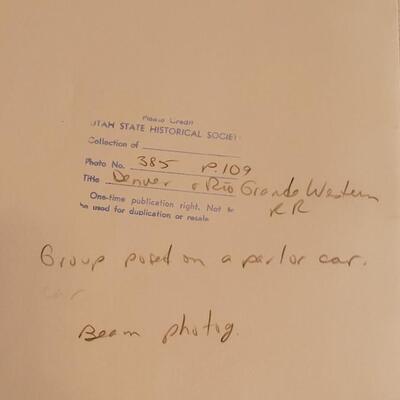 Please Credit
UTAH STATE HISTORICAL SOCIETY
Collection of
Photo No. 385 P.109
Title Denver & Rio Grande Western
RR
One-time publication right. Not to
be used for duplication or resale
Group posed on a parlor car.
car
Beam photog.